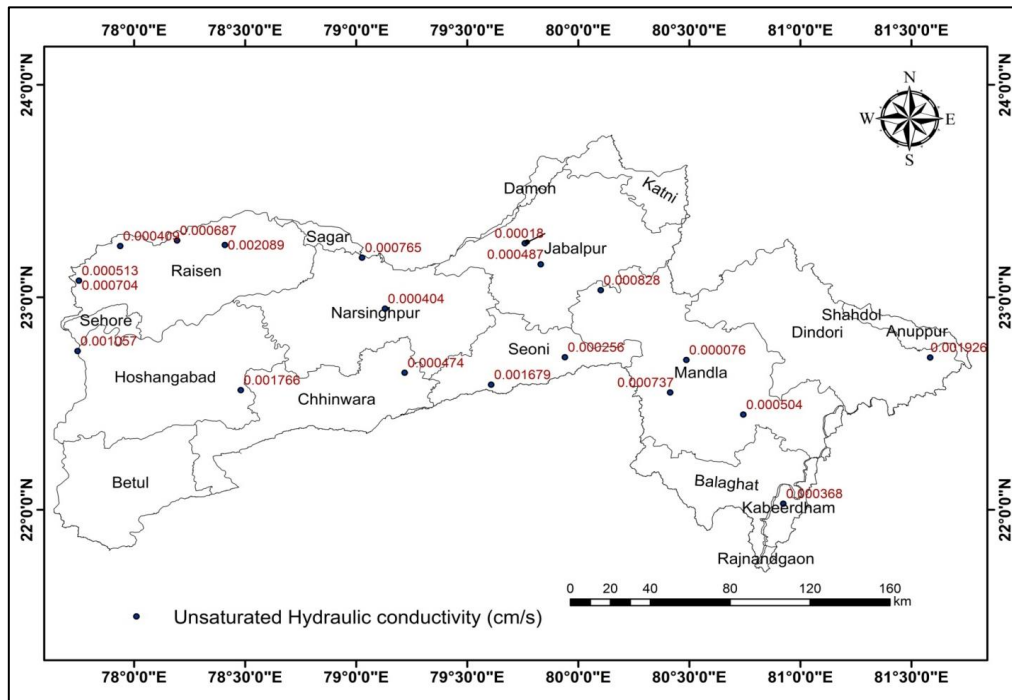 78°0'0"E 78°30'0"E 79°0'0"E 79°30'0"E 80°0'0"E 80°30'0"E 81°0'0"E 81°30'0"E
24°0'0"N 24°0'0"N
N
W E
S
Damoh
Katni
0.000409 0.000687
0.002089
Sagar
0.000765
0.00018
0.000487
Jabalpur
0.000513
0.000704
Raisen
0.000828
23°0'0"N 23°0'0"N
0.000404
Narsinghpur
Sehore
Shahdol
Dindori
Anuppur
0.001057
Seoni
0.000256
0.000076
0.001926
Hoshangabad
0.000474
Mandla
0.001766
0.001679
0.000737
Chhinwara
0.000504
Betul
Balaghat
0.000368
Kabeerdham
22°0'0"N 22°0'0"N
Rajnandgaon
0 20 40 80 120 160
km
Unsaturated Hydraulic conductivity (cm/s)
78°0'0"E 78°30'0"E 79°0'0"E 79°30'0"E 80°0'0"E 80°30'0"E 81°0'0"E 81°30'0"E